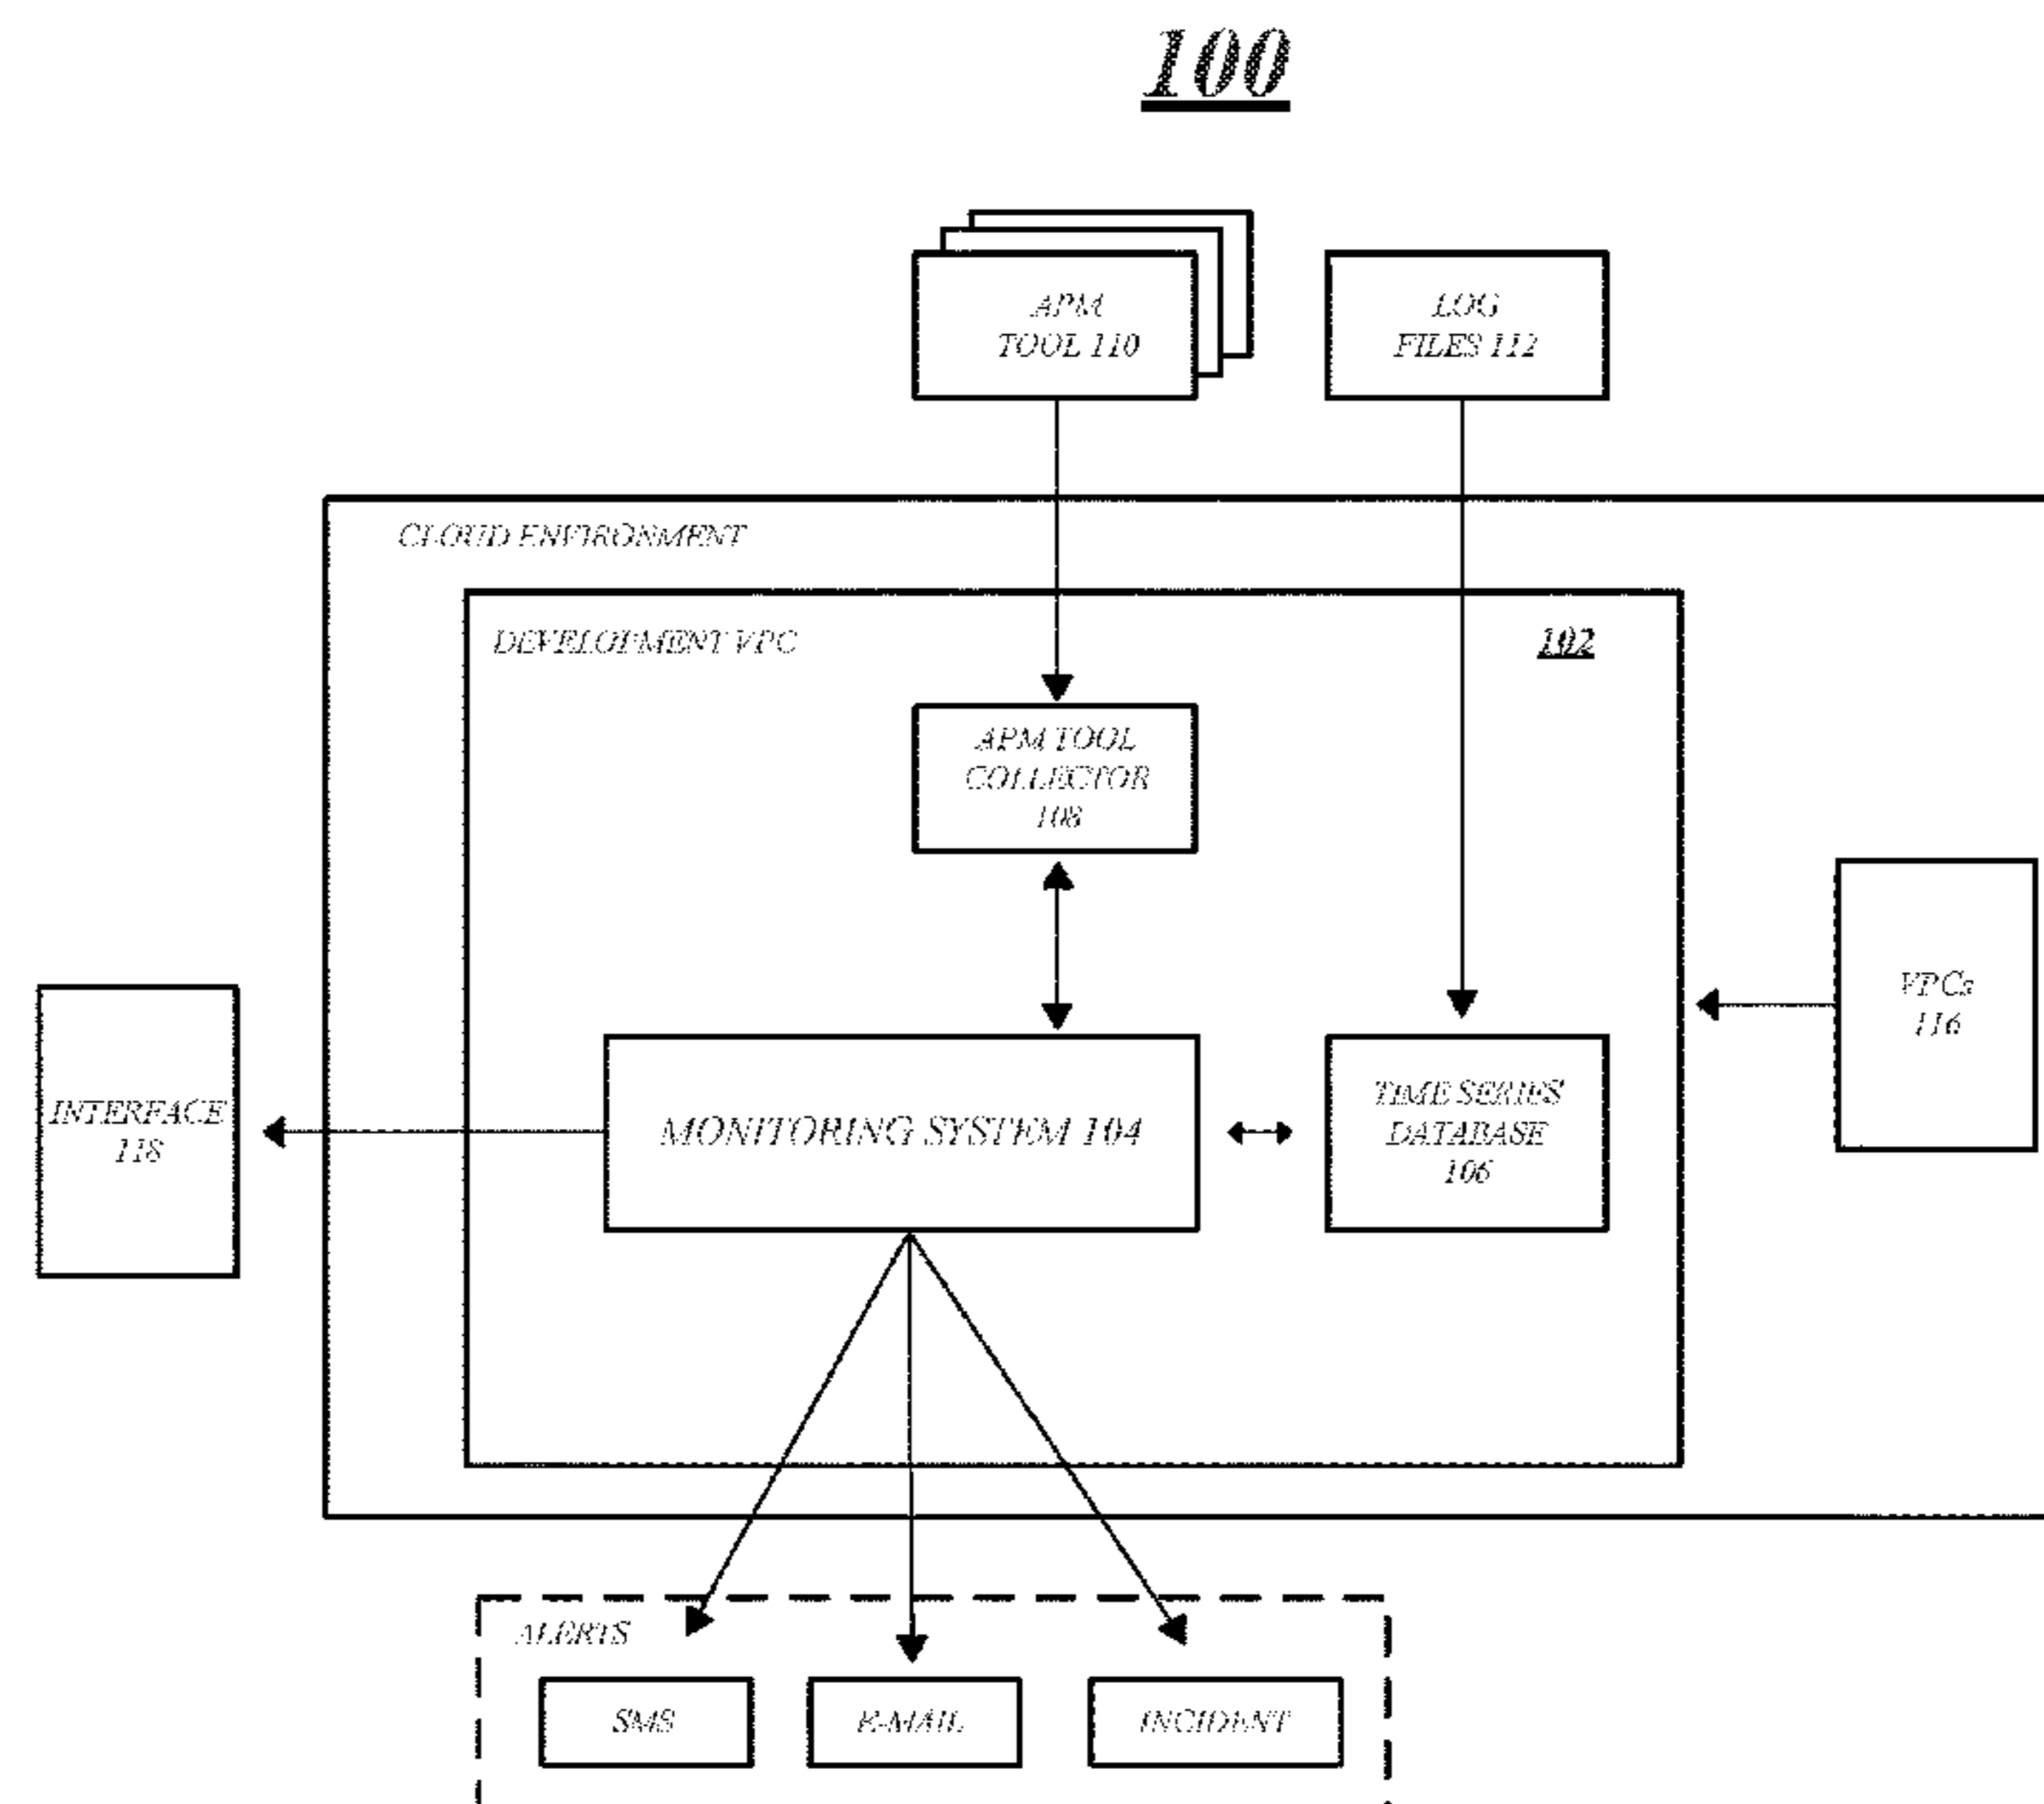 100
APM
TOOL 110
LOG
FILES 112
CLOUD ENVIRONMENT
DEVELOPMENT VPC
102
APM TOOL
COLLECTOR
108
VPCs
116
INTERFACE
118
MONITORING SYSTEM 104
TIME SERIES
DATABASE
106
ALERTS
SMS
E-MAIL
INCIDENT